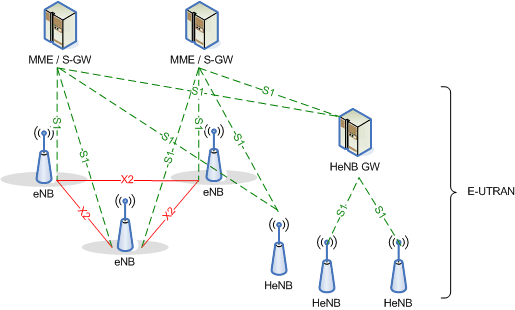 MME / S-GW
MME / S-GW
S1
S1
S1
S1
S1
S1
S1
S1
S1
HeNB GW
E-UTRAN
eNB
X2
eNB
X2
X2
S1
S1
eNB
HeNB
HeNB
HeNB